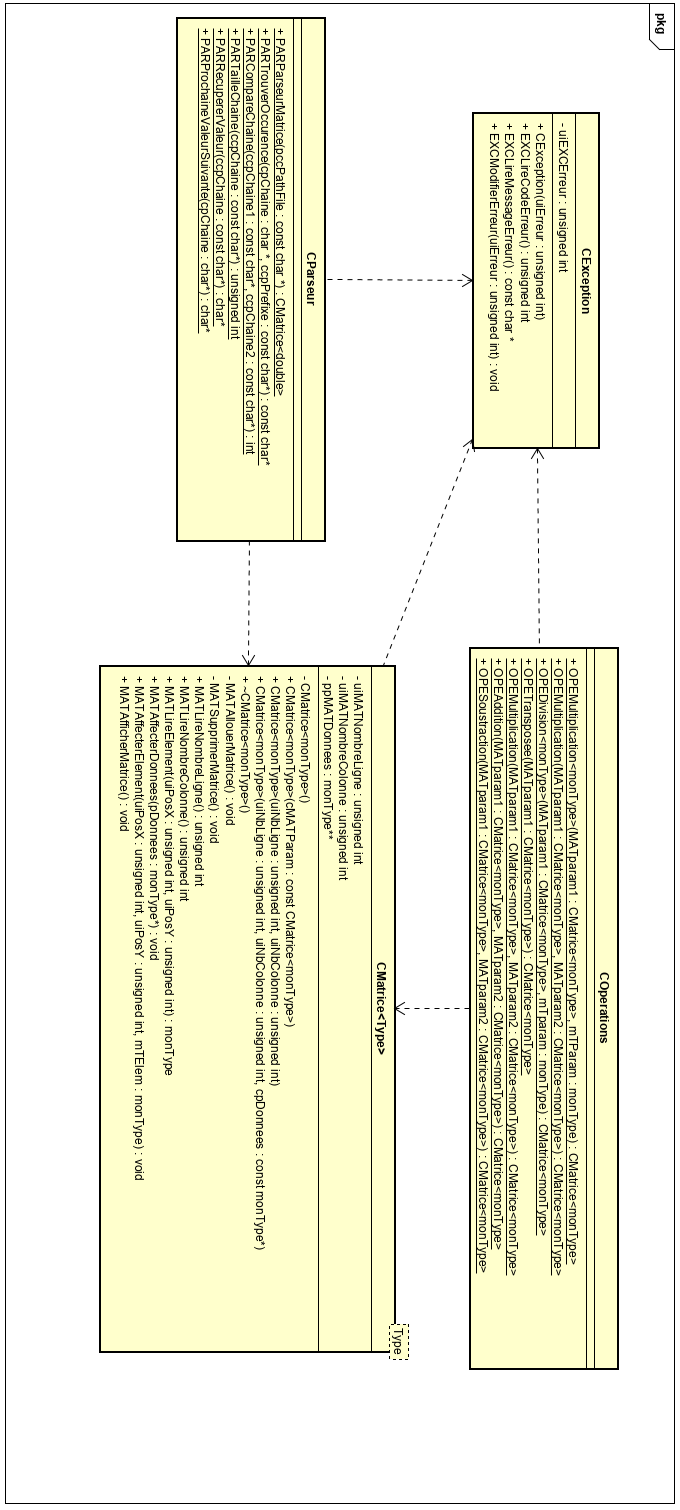 pkg
CException
- uiEXCErreur : unsigned int
+ CException(uiErreur : unsigned int)
+ EXCLireCodeErreur() : unsigned int
+ EXCLireMessageErreur() : const char *
+ EXCModifierErreur(uiErreur : unsigned int) : void
COperations
+ OPEMultiplication<monType>(MATparam1 : CMatrice<monType>, mTParam : monType) : CMatrice<monType>
+ OPEMultiplication(MATparam1 : CMatrice<monType>, MATparam2 : CMatrice<monType>) : CMatrice<monType>
+ OPEDivision<monType>(MATparam1 : CMatrice<monType>, mTparam : monType) : CMatrice<monType>
+ OPETransposee(MATparam1 : CMatrice<monType>) : CMatrice<monType>
+ OPEMultiplication(MATparam1 : CMatrice<monType>, MATparam2 : CMatrice<monType>) : CMatrice<monType>
+ OPEAddition(MATparam1 : CMatrice<monType>, MATparam2 : CMatrice<monType>) : CMatrice<monType>
+ OPESoustraction(MATparam1 : CMatrice<monType>, MATparam2 : CMatrice<monType>) : CMatrice<monType>
CParseur
+ PARParseurMatrice(pccPathFile : const char *) : CMatrice<double>
+ PARTrouverOccurence(cpChaine : char *, ccpPrefixe : const char*) : const char*
+ PARCompareChaine(ccpChaine1 : const char*, ccpChaine2 : const char*) : int
+ PARTailleChaine(ccpChaine : const char*) : unsigned int
+ PARRecupererValeur(ccpChaine : const char*) : char*
+ PARProchaineValeurSuivante(cpChaine : char*) : char*
CMatrice<Type>
Type
- uiMATNombreLigne : unsigned int
- uiMATNombreColonne : unsigned int
- ppMATDonnees : monType**
- CMatrice<monType>()
+ CMatrice<monType>(cMATParam : const CMatrice<monType>)
+ CMatrice<monType>(uiNbLigne : unsigned int, uiNbColonne : unsigned int)
+ CMatrice<monType>(uiNbLigne : unsigned int, uiNbColonne : unsigned int, cpDonnees : const monType*)
+ ~CMatrice<monType>()
- MATAllouerMatrice() : void
- MATSupprimerMatrice() : void
+ MATLireNombreLigne() : unsigned int
+ MATLireNombreColonne() : unsigned int
+ MATLireElement(uiPosX : unsigned int, uiPosY : unsigned int) : monType
+ MATAffecterDonnees(pDonnees : monType*) : void
+ MATAffecterElement(uiPosX : unsigned int, uiPosY : unsigned int, mTElem : monType) : void
+ MATAfficherMatrice() : void